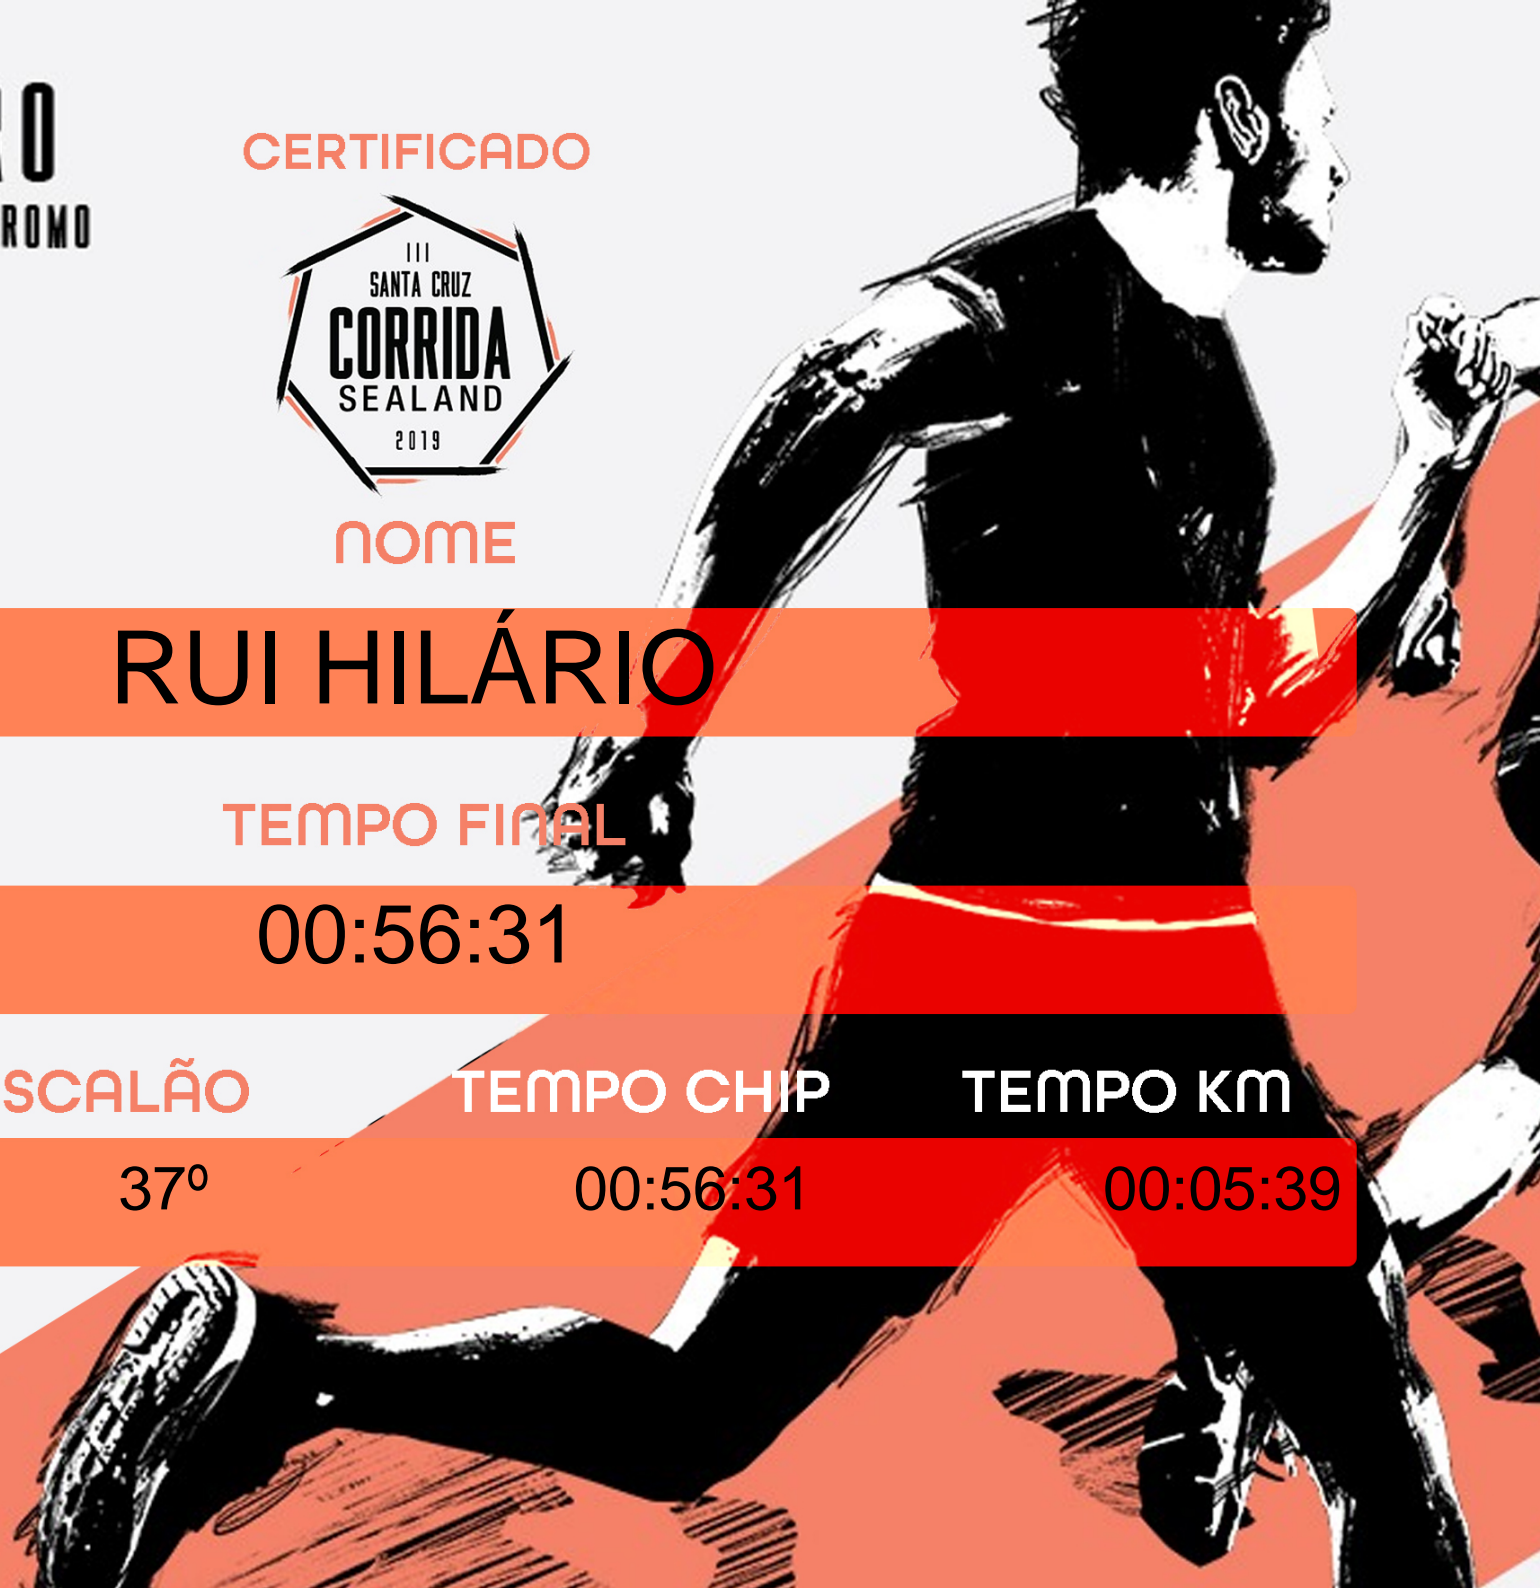 CERTIFICADO
III
SANTA CRUZ
CORRIDA
SEALAND
2019
NOME
RUI HILÁRIO
TEMPO FINAL
00:56:31
SCALÃO TEMPO CHIP TEMPO KM
37º 00:56:31 00:05:39